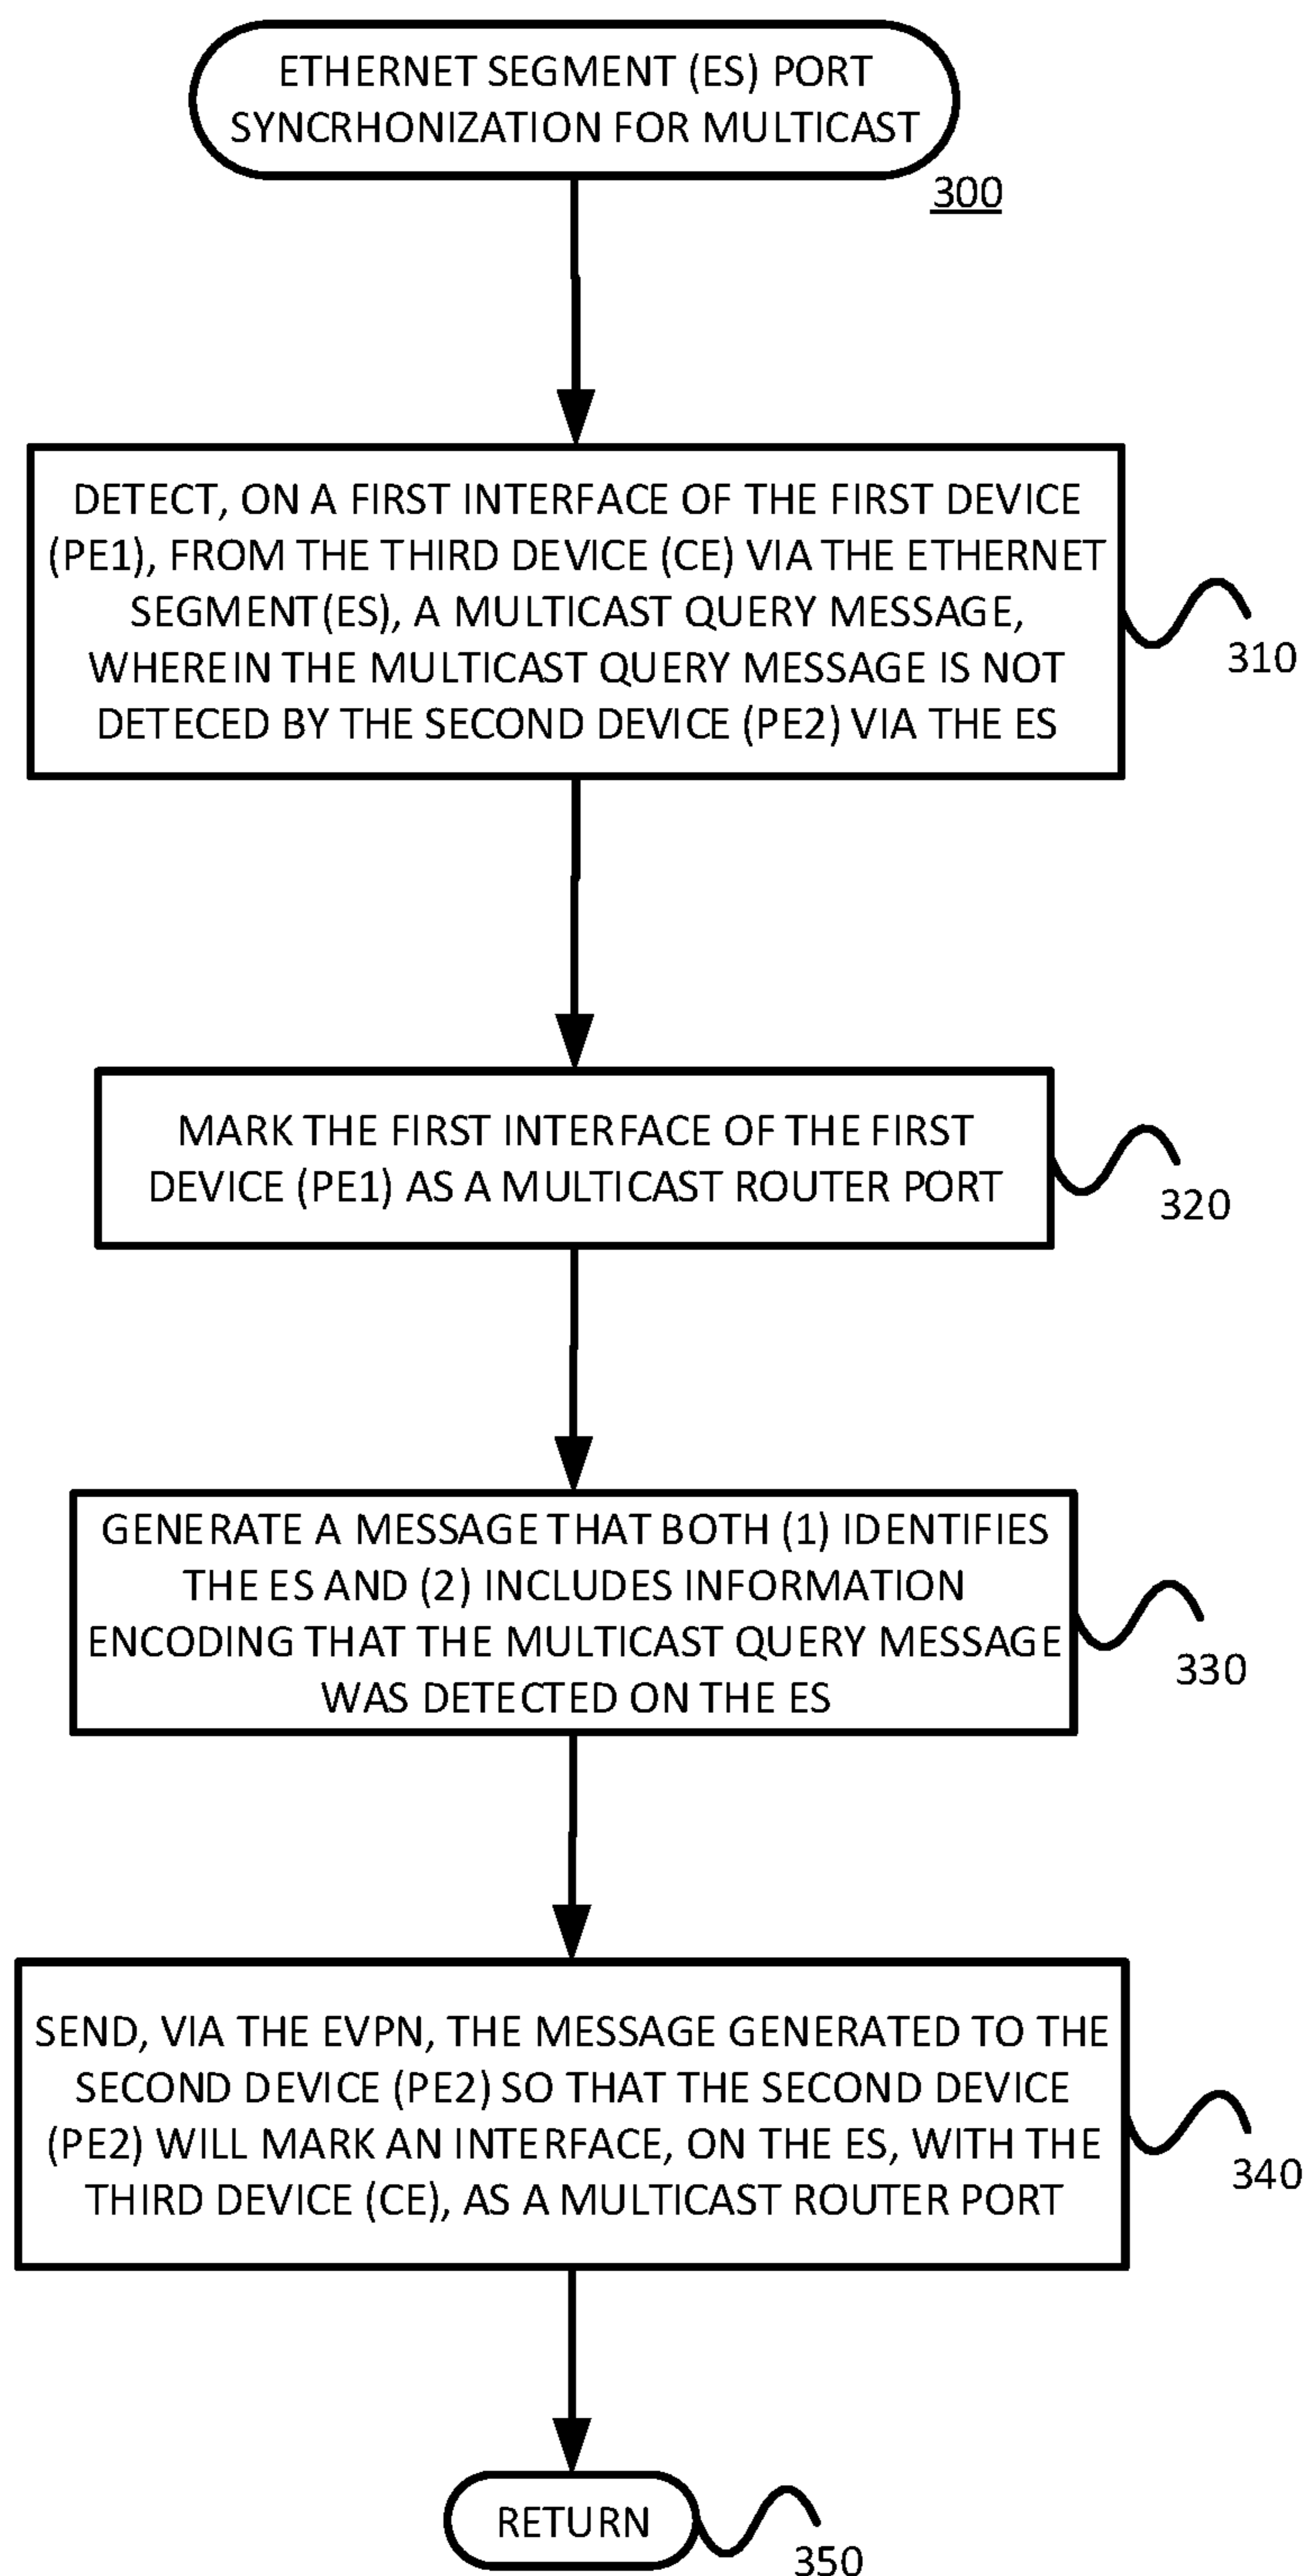 ETHERNET SEGMENT (ES) PORT
SYNCRHONIZATION FOR MULTICAST
300
DETECT, ON A FIRST INTERFACE OF THE FIRST DEVICE
(PE1), FROM THE THIRD DEVICE (CE) VIA THE ETHERNET
SEGMENT(ES), A MULTICAST QUERY MESSAGE,
WHEREIN THE MULTICAST QUERY MESSAGE IS NOT
DETECED BY THE SECOND DEVICE (PE2) VIA THE ES
310
MARK THE FIRST INTERFACE OF THE FIRST
DEVICE (PE1) AS A MULTICAST ROUTER PORT
320
GENERATE A MESSAGE THAT BOTH (1) IDENTIFIES
THE ES AND (2) INCLUDES INFORMATION
ENCODING THAT THE MULTICAST QUERY MESSAGE
WAS DETECTED ON THE ES
330
SEND, VIA THE EVPN, THE MESSAGE GENERATED TO THE
SECOND DEVICE (PE2) SO THAT THE SECOND DEVICE
(PE2) WILL MARK AN INTERFACE, ON THE ES, WITH THE
THIRD DEVICE (CE), AS A MULTICAST ROUTER PORT
340
RETURN
350